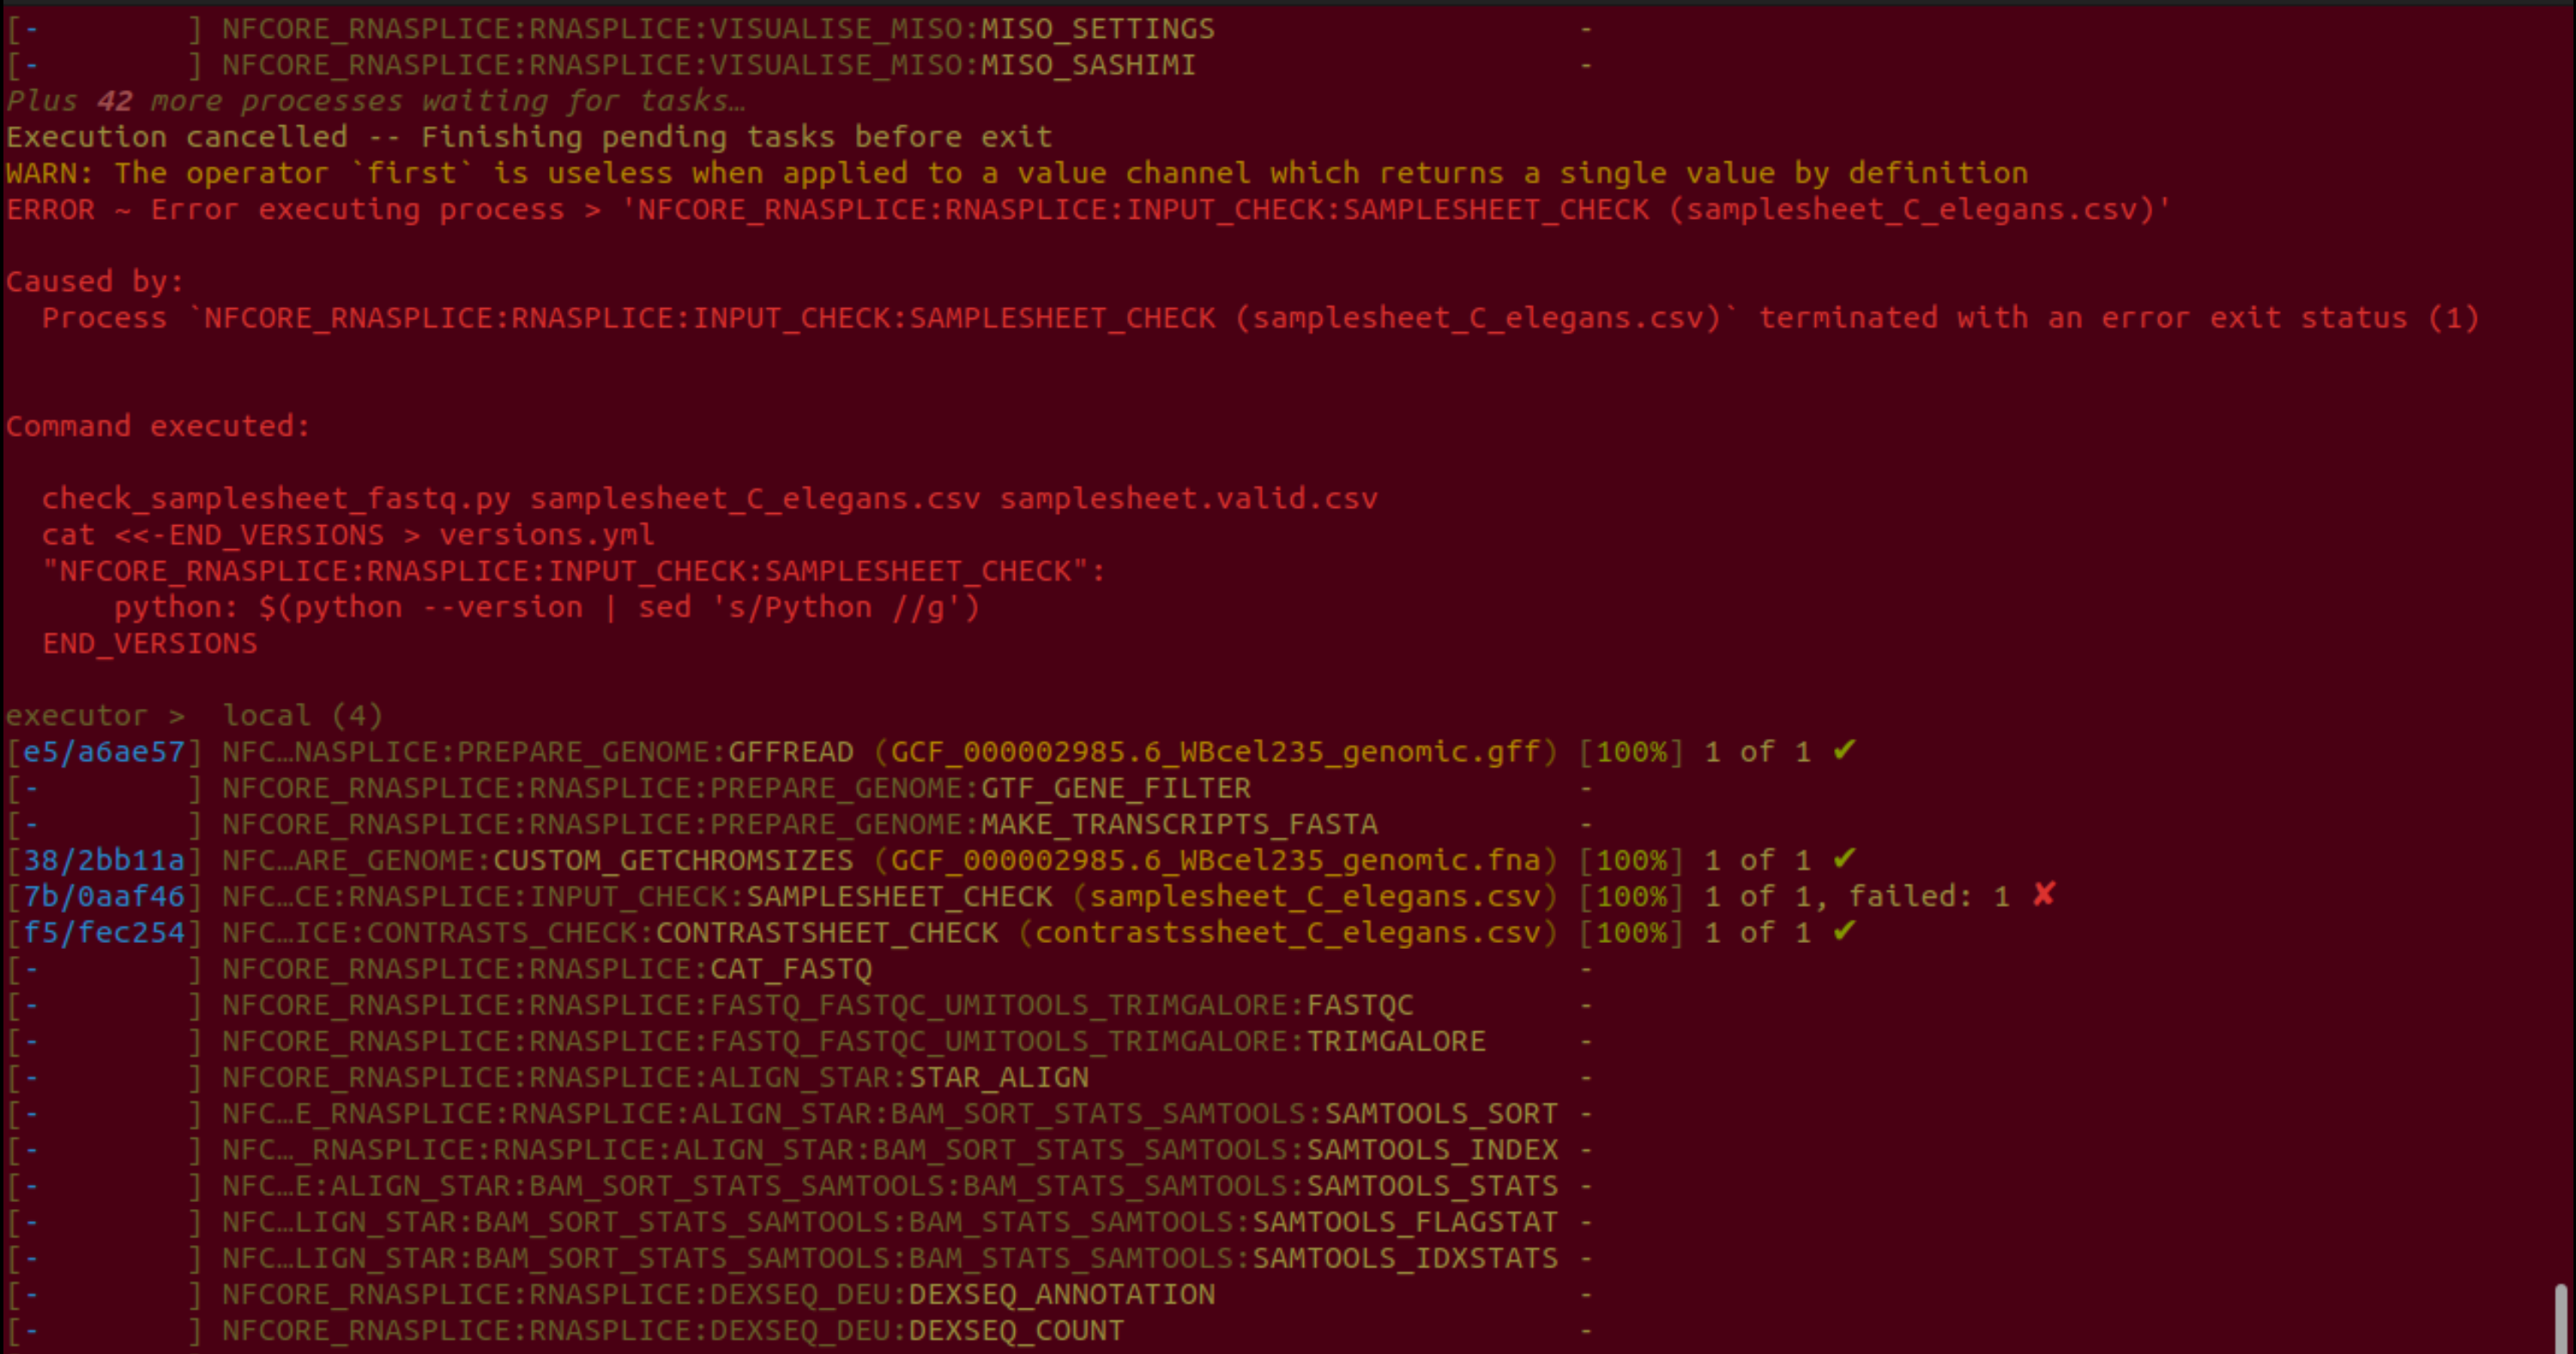 [-        ] NFCORE_RNASPLICE:RNASPLICE:VISUALISE_MISO:MISO_SETTINGS                    -
[-        ] NFCORE_RNASPLICE:RNASPLICE:VISUALISE_MISO:MISO_SASHIMI                     -
Plus 42 more processes waiting for tasks…
Execution cancelled -- Finishing pending tasks before exit
WARN: The operator `first` is useless when applied to a value channel which returns a single value by definition
ERROR ~ Error executing process > 'NFCORE_RNASPLICE:RNASPLICE:INPUT_CHECK:SAMPLESHEET_CHECK (samplesheet_C_elegans.csv)'
Caused by:
  Process `NFCORE_RNASPLICE:RNASPLICE:INPUT_CHECK:SAMPLESHEET_CHECK (samplesheet_C_elegans.csv)` terminated with an error exit status (1)
Command executed:
  check_samplesheet_fastq.py samplesheet_C_elegans.csv samplesheet.valid.csv
  cat <<-END_VERSIONS > versions.yml
  "NFCORE_RNASPLICE:RNASPLICE:INPUT_CHECK:SAMPLESHEET_CHECK":
      python: $(python --version | sed 's/Python //g')
  END_VERSIONS
executor >  local (4)
[e5/a6ae57] NFC…NASPLICE:PREPARE_GENOME:GFFREAD (GCF_000002985.6_WBcel235_genomic.gff) [100%] 1 of 1 ✔
[-        ] NFCORE_RNASPLICE:RNASPLICE:PREPARE_GENOME:GTF_GENE_FILTER                  -
[-        ] NFCORE_RNASPLICE:RNASPLICE:PREPARE_GENOME:MAKE_TRANSCRIPTS_FASTA           -
[38/2bb11a] NFC…ARE_GENOME:CUSTOM_GETCHROMSIZES (GCF_000002985.6_WBcel235_genomic.fna) [100%] 1 of 1 ✔
[7b/0aaf46] NFC…CE:RNASPLICE:INPUT_CHECK:SAMPLESHEET_CHECK (samplesheet_C_elegans.csv) [100%] 1 of 1, failed: 1 ✘
[f5/fec254] NFC…ICE:CONTRASTS_CHECK:CONTRASTSHEET_CHECK (contrastssheet_C_elegans.csv) [100%] 1 of 1 ✔
[-        ] NFCORE_RNASPLICE:RNASPLICE:CAT_FASTQ                                       -
[-        ] NFCORE_RNASPLICE:RNASPLICE:FASTQ_FASTQC_UMITOOLS_TRIMGALORE:FASTQC         -
[-        ] NFCORE_RNASPLICE:RNASPLICE:FASTQ_FASTQC_UMITOOLS_TRIMGALORE:TRIMGALORE     -
[-        ] NFCORE_RNASPLICE:RNASPLICE:ALIGN_STAR:STAR_ALIGN                           -
[-        ] NFC…E_RNASPLICE:RNASPLICE:ALIGN_STAR:BAM_SORT_STATS_SAMTOOLS:SAMTOOLS_SORT -
[-        ] NFC…_RNASPLICE:RNASPLICE:ALIGN_STAR:BAM_SORT_STATS_SAMTOOLS:SAMTOOLS_INDEX -
[-        ] NFC…E:ALIGN_STAR:BAM_SORT_STATS_SAMTOOLS:BAM_STATS_SAMTOOLS:SAMTOOLS_STATS -
[-        ] NFC…LIGN_STAR:BAM_SORT_STATS_SAMTOOLS:BAM_STATS_SAMTOOLS:SAMTOOLS_FLAGSTAT -
[-        ] NFC…LIGN_STAR:BAM_SORT_STATS_SAMTOOLS:BAM_STATS_SAMTOOLS:SAMTOOLS_IDXSTATS -
[-        ] NFCORE_RNASPLICE:RNASPLICE:DEXSEQ_DEU:DEXSEQ_ANNOTATION                    -
[-        ] NFCORE_RNASPLICE:RNASPLICE:DEXSEQ_DEU:DEXSEQ_COUNT                         -